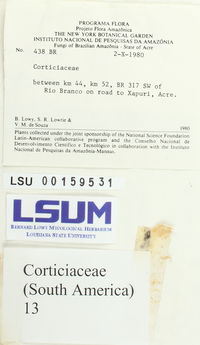 PROGRAMA FLORA
Projeto Flora Amazônica
THE NEW YORK BOTANICAL GARDEN
INSTITUTO NACIONAL DE PESQUISAS DA AMAZÔNIA
Fungi of Brazilian Amazônia - State of Acre
No. 438 BR 2-X-1980
Corticiaceae
between km 44, km 52, BR 317 SW of
Rio Branco on road to Xapuri, Acre.
B. Lowy, S. R. Lowrie &
V. M. de Souza 1980
Plants collected under the joint sponsorship of the National Science Foundation
Latin-American collaborative program and the Conselho Nacional de
Desenvolvimento Científico e Tecnológico in collaboration with the Instituto
Nacional de Pesquisas da Amazônia-Manaus.
LSU 00159531
LSUM
BERNARD LOWY MYCOLOGICAL HERBARIUM
LOUISIANA STATE UNIVERSITY
Corticiaceae
(South America)
13